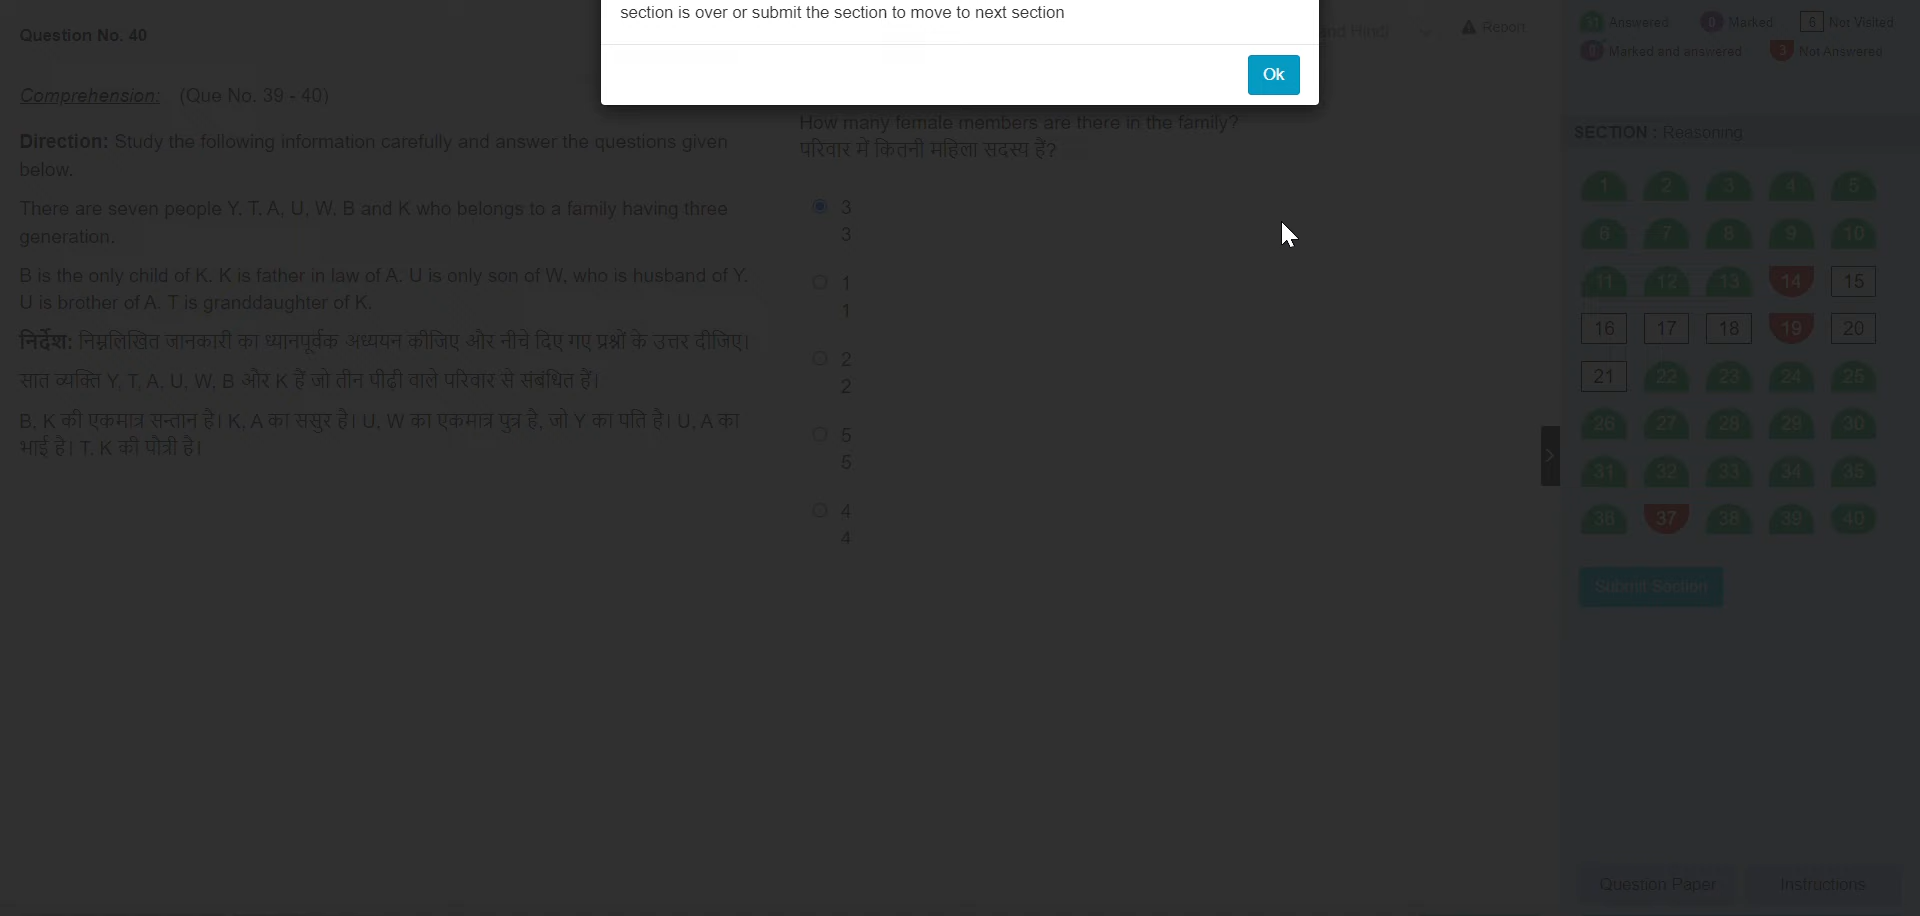 section is over or submit the section to move to next section
Ok
Question No. 40
and Hindi
Report
Comprehension: (Que No. 39 - 40)
Direction: Study the following information carefully and answer the questions given
below.
There are seven people Y, T, A, U, W, B and K who belongs to a family having three
generation.
B is the only child of K. K is father in law of A. U is only son of W, who is husband of Y.
U is brother of A. T is granddaughter of K.
निर्देश: निम्नलिखित जानकारी का ध्यानपूर्वक अध्ययन कीजिए और नीचे दिए गए प्रश्नों के उत्तर दीजिए।
सात व्यक्ति Y, T, A, U, W, B और K हैं जो तीन पीढ़ी वाले परिवार से संबंधित हैं।
B, K की एकमात्र सन्तान है। K, A का ससुर है। U, W का एकमात्र पुत्र है, जो Y का पति है। U, A का
भाई है। T, K की पौत्री है।
How many female members are there in the family?
परिवार में कितनी महिला सदस्य हैं?
3
3
1
1
2
2
5
5
4
4
Answered 0 Marked 6 Not Visited
0 Marked and answered 3 Not Answered
SECTION : Reasoning
1 2 3 4 5
6 7 8 9 10
11 12 13 14 15
16 17 18 19 20
21 22 23 24 25
26 27 28 29 30
31 32 33 34 35
36 37 38 39 40
Submit Section
Question Paper Instructions